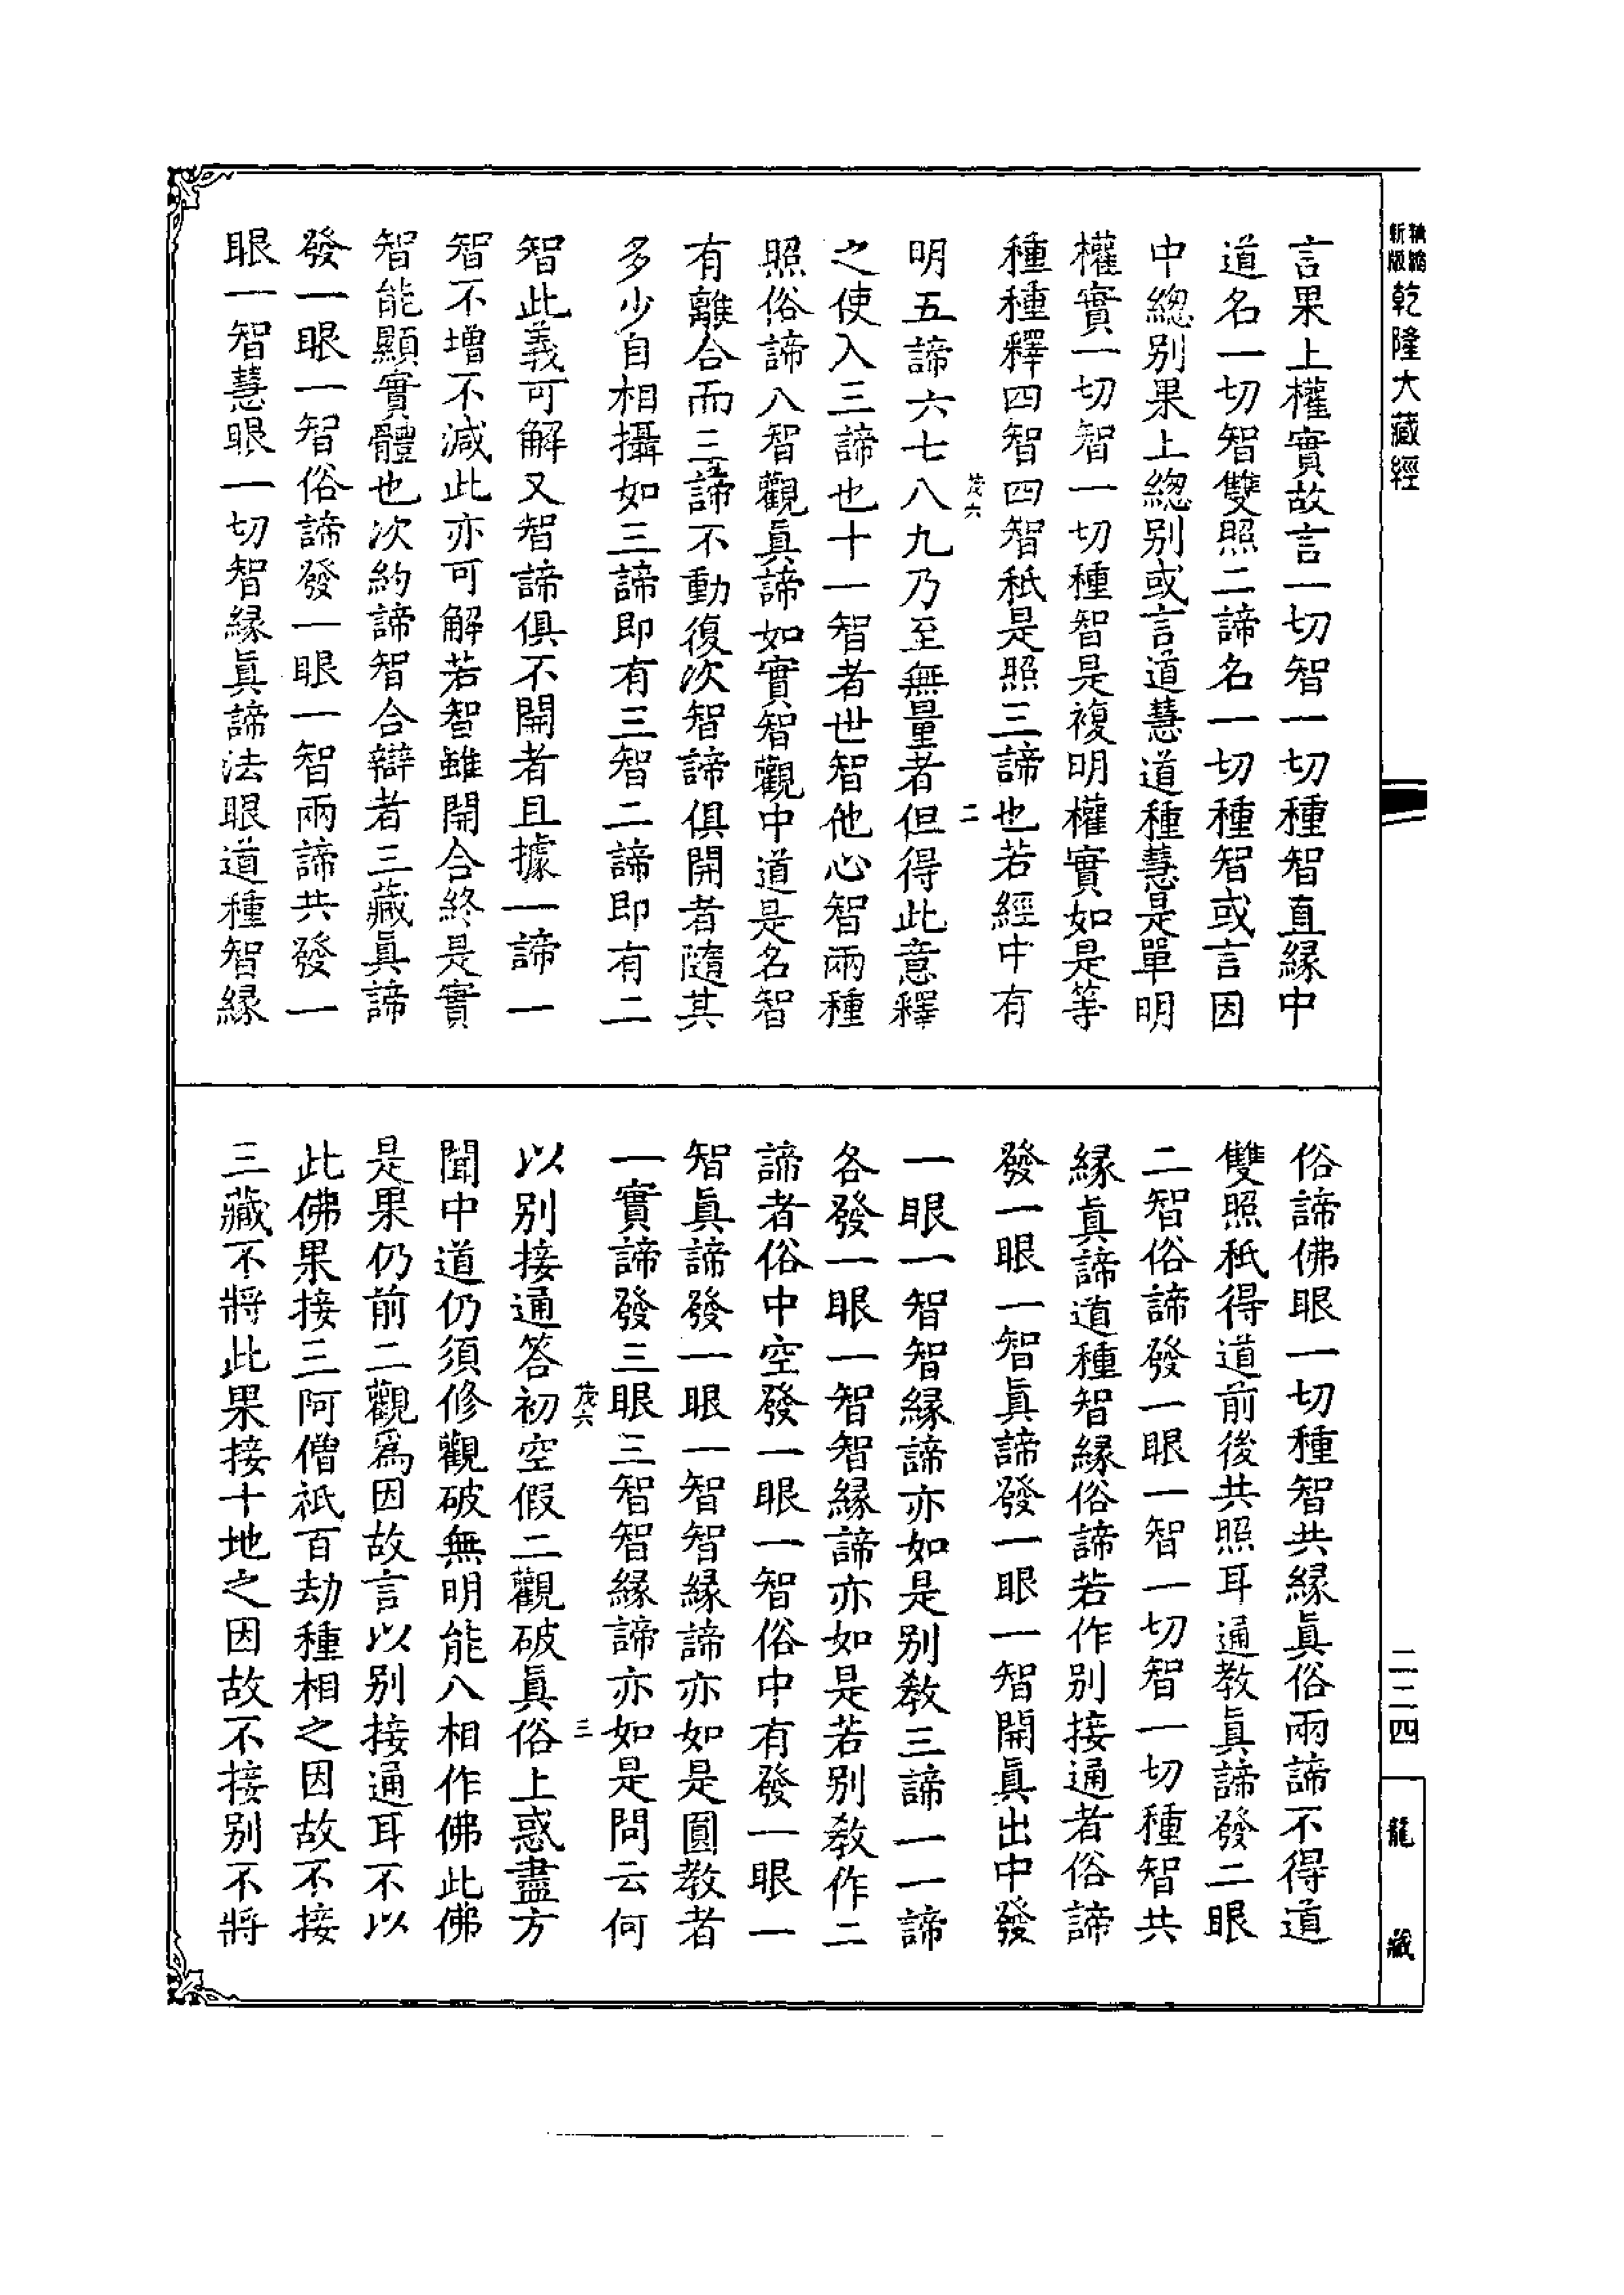 新版
精縮
乾隆大藏經
言果上權實故言一切智一切種智直緣中
道名一切智雙照二諦名一切種智或言因
中總別果上總別或言道慧道種慧是單明
權實一切智一切種智是複明權實如是等
種種釋四智四智秖是照三諦也若經中有
茂六
二
明五諦六七八九乃至無量者但得此意釋
之使入三諦也十一智者世智他心智兩種
照俗諦八智觀眞諦如實智觀中道是名智
有離合而三諦不動復次智諦俱開者隨其
多少自相攝如三諦即有三智二諦即有二
智此義可解又智諦俱不開者且據一諦一
智不增不減此亦可解若智雖開合終是實
智能顯實體也次約諦智合辯者三藏眞諦
發一眼一智俗諦發一眼一智兩諦共發一
眼一智慧眼一切智緣眞諦法眼道種智緣
俗諦佛眼一切種智共緣眞俗兩諦不得道
雙照秖得道前後共照耳通教眞諦發二眼
二智俗諦發一眼一智一切智一切種智共
緣眞諦道種智緣俗諦若作別接通者俗諦
發一眼一智眞諦發一眼一智開眞出中發
一眼一智智緣諦亦如是別教三諦一一諦
各發一眼一智智緣諦亦如是若別教作二
諦者俗中空發一眼一智俗中有發一眼一
智眞諦發一眼一智智緣諦亦如是圓教者
一實諦發三眼三智智緣諦亦如是問云何
茂六
三
以別接通答初空假二觀破眞俗上惑盡方
聞中道仍須修觀破無明能八相作佛此佛
是果仍前二觀爲因故言以別接通耳不以
此佛果接三阿僧祇百劫種相之因故不接
三藏不將此果接十地之因故不接別不將
二二四
龍藏